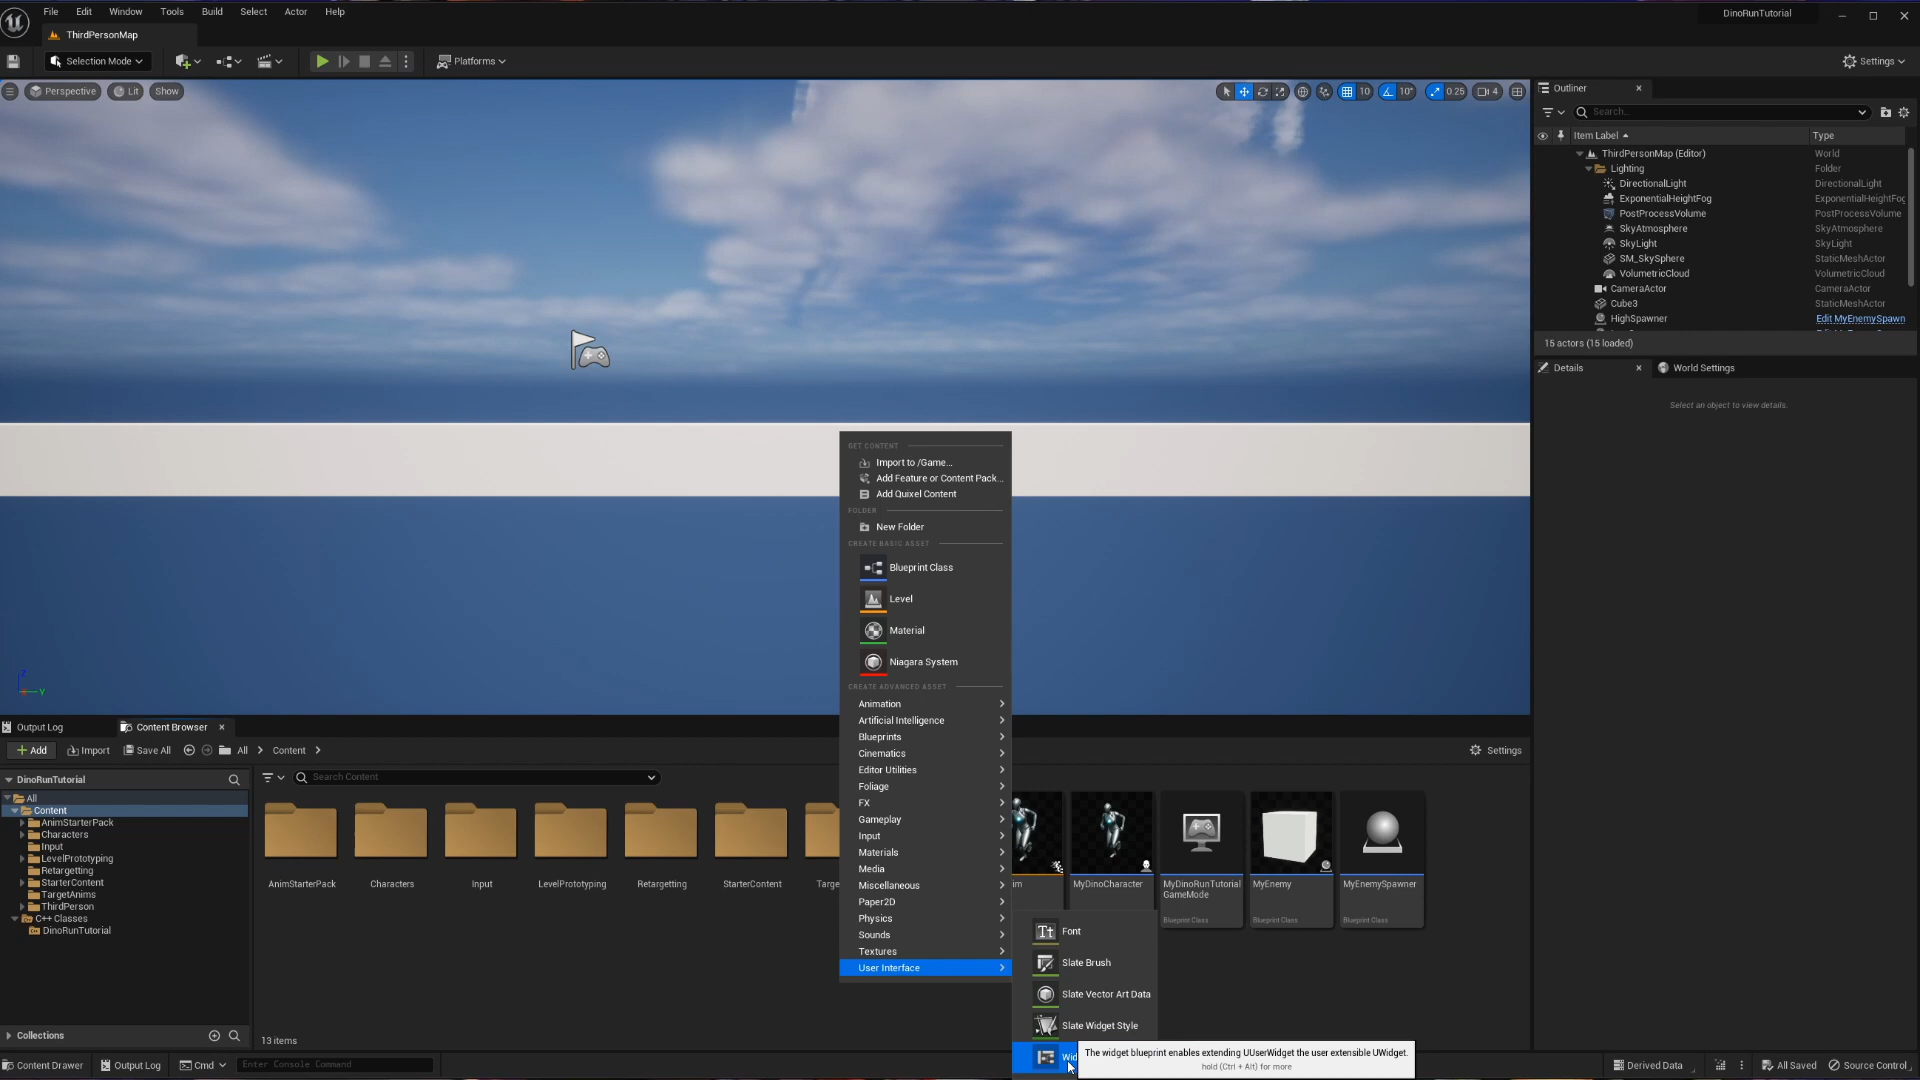 File Edit Window Tools Build Select Actor Help
DinoRunTutorial
ThirdPersonMap
Selection Mode
Platforms
Settings
Perspective
Lit
Show
10
10°
0.25
4
Outliner
Search...
Item Label
Type
ThirdPersonMap (Editor) World
Lighting Folder
DirectionalLight DirectionalLight
ExponentialHeightFog ExponentialHeightFog
PostProcessVolume PostProcessVolume
SkyAtmosphere SkyAtmosphere
SkyLight SkyLight
SM_SkySphere StaticMeshActor
VolumetricCloud VolumetricCloud
CameraActor CameraActor
Cube3 StaticMeshActor
HighSpawner Edit MyEnemySpawn
15 actors (15 loaded)
Details
World Settings
Select an object to view details.
GET CONTENT
Import to /Game...
Add Feature or Content Pack...
Add Quixel Content
FOLDER
New Folder
CREATE BASIC ASSET
Blueprint Class
Level
Material
Niagara System
CREATE ADVANCED ASSET
Animation
Artificial Intelligence
Blueprints
Cinematics
Editor Utilities
Foliage
FX
Gameplay
Input
Materials
Media
Miscellaneous
Paper2D
Physics
Sounds
Textures
User Interface
Font
Slate Brush
Slate Vector Art Data
Slate Widget Style
Wid
The widget blueprint enables extending UUserWidget the user extensible UWidget.
hold (Ctrl + Alt) for more
Z
Y
Output Log
Content Browser
Add
Import
Save All
All
Content
Settings
DinoRunTutorial
Search Content
All
Content
AnimStarterPack
Characters
Input
LevelPrototyping
Retargetting
StarterContent
TargetAnims
ThirdPerson
C++ Classes
DinoRunTutorial
AnimStarterPack
Characters
Input
LevelPrototyping
Retargetting
StarterContent
Targe
im
MyDinoCharacter
MyDinoRunTutorial
GameMode
Blueprint Class
MyEnemy
Blueprint Class
MyEnemySpawner
Blueprint Class
Collections
13 items
Content Drawer
Output Log
Cmd
Enter Console Command
Derived Data
All Saved
Source Control